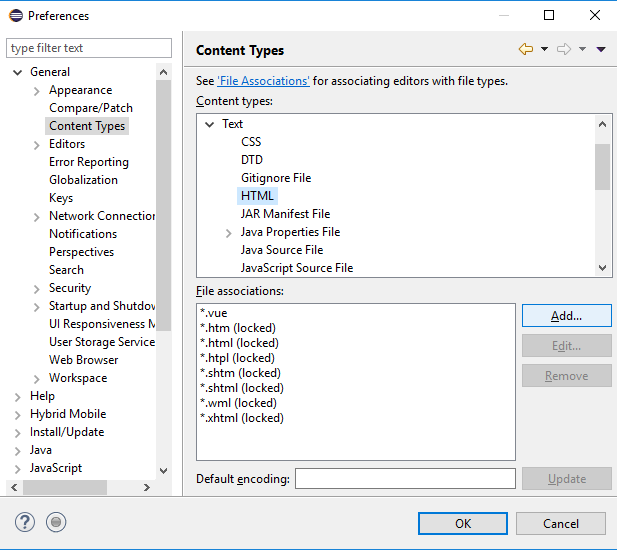 Preferences
type filter text
General
Appearance
Compare/Patch
Content Types
Editors
Error Reporting
Globalization
Keys
Network Connection
Notifications
Perspectives
Search
Security
Startup and Shutdow
UI Responsiveness M
User Storage Service
Web Browser
Workspace
Help
Hybrid Mobile
Install/Update
Java
JavaScript
Content Types
See 'File Associations' for associating editors with file types.
Content types:
Text
CSS
DTD
Gitignore File
HTML
JAR Manifest File
Java Properties File
Java Source File
JavaScript Source File
File associations:
*.vue
*.htm (locked)
*.html (locked)
*.htpl (locked)
*.shtm (locked)
*.shtml (locked)
*.wml (locked)
*.xhtml (locked)
Add...
Edit...
Remove
Default encoding:
Update
?
OK
Cancel